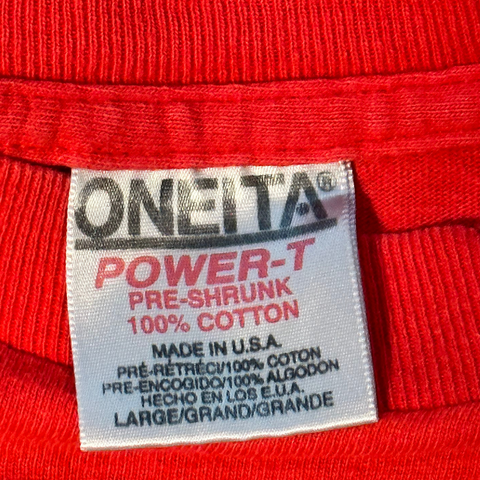 ONEITA®
POWER-T
PRE-SHRUNK
100% COTTON
MADE IN U.S.A.
PRÉ-RÉTRÉCI/100% COTON
PRE-ENCOGIDO/100% ALGODON
HECHO EN LOS E.U.A.
LARGE/GRAND/GRANDE